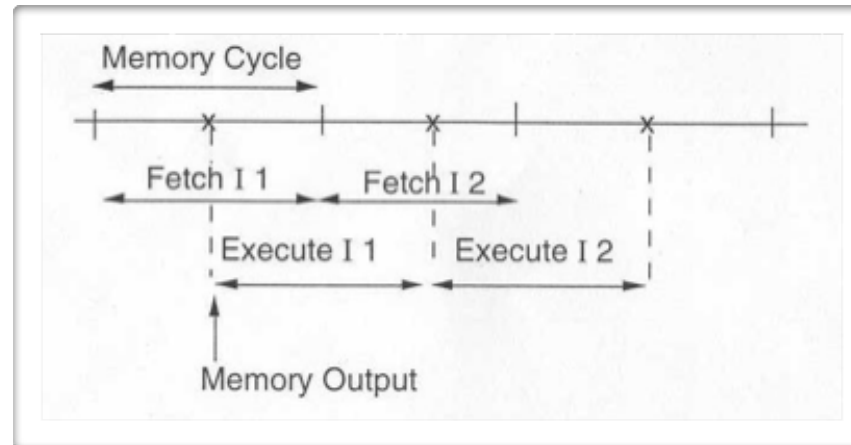 Memory Cycle
Fetch I 1
Fetch I 2
Execute I 1
Execute I 2
Memory Output